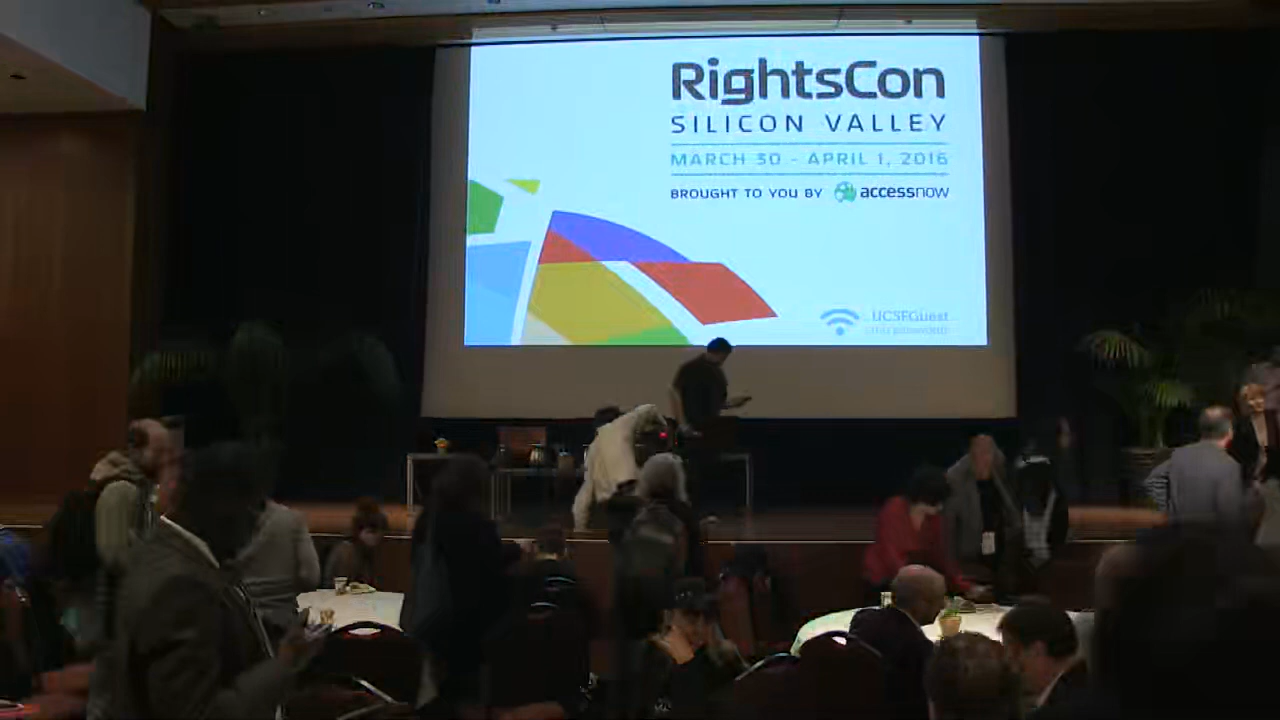 RightsCon
SILICON VALLEY
MARCH 30 - APRIL 1, 2016
BROUGHT TO YOU BY accessnow
UCSFGuest